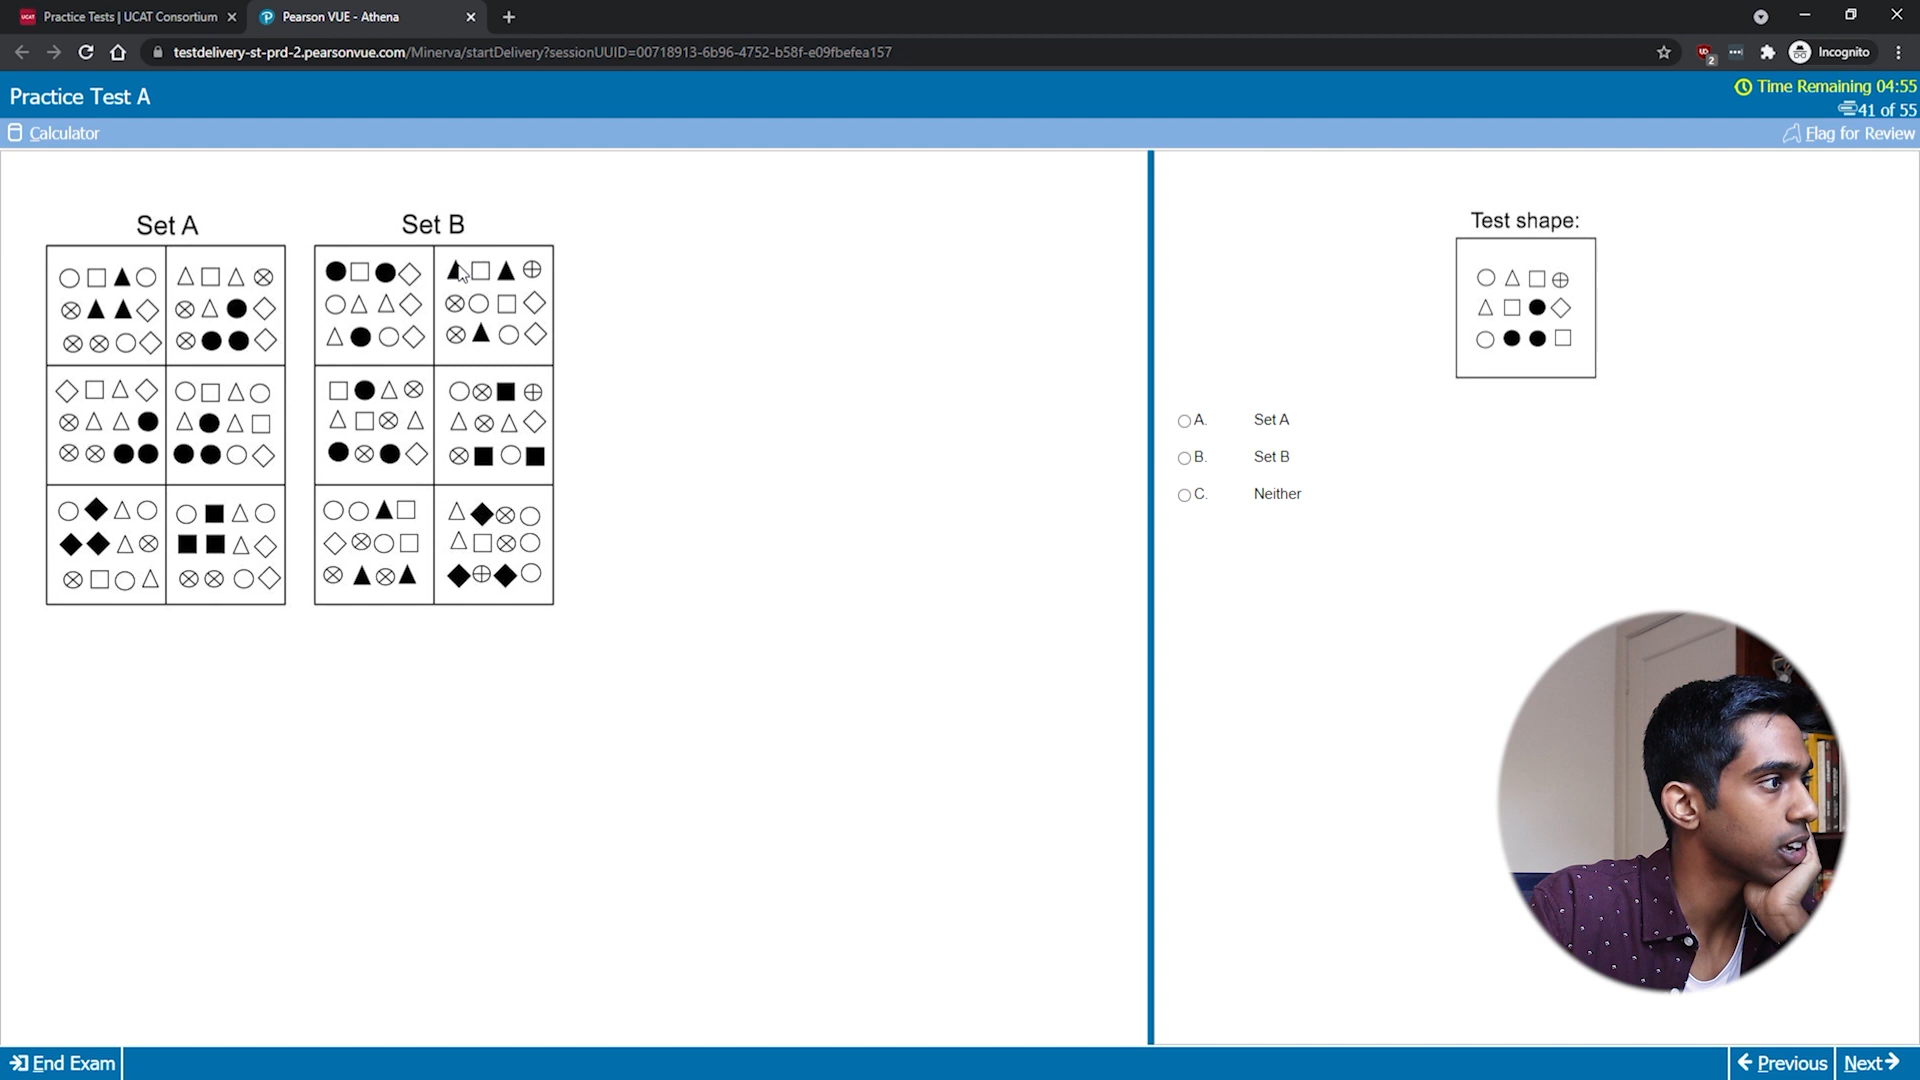 Practice Tests | UCAT Consortium
Pearson VUE - Athena
testdelivery-st-prd-2.pearsonvue.com/Minerva/startDelivery?sessionUUID=00718913-6b96-4752-b58f-e09fbefea157
2
Incognito
Practice Test A
Time Remaining 04:55
41 of 55
Calculator
Flag for Review
Set A
Set B
Test shape:
A. Set A
B. Set B
C. Neither
End Exam
Previous
Next